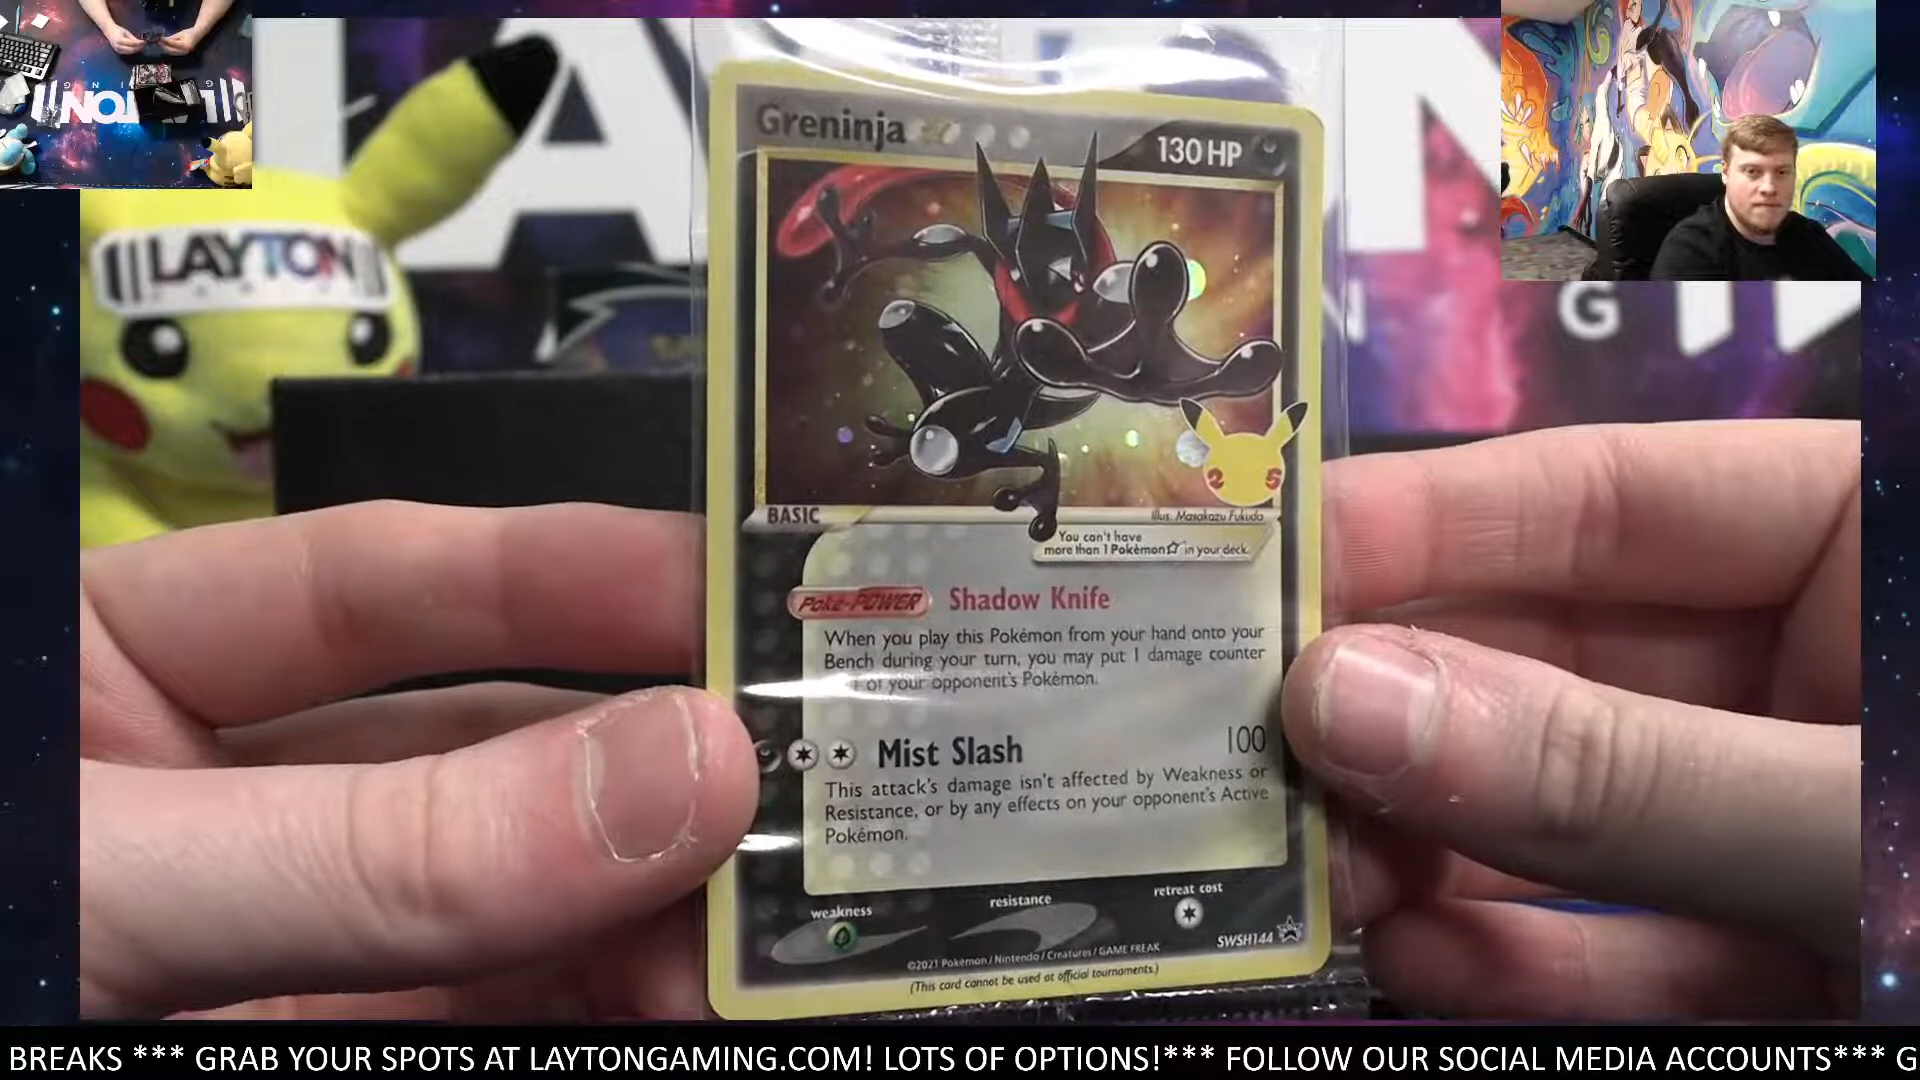 LAYTON
Greninja
130 HP
25
BASIC
Illus. Masakazu Fukuda
You can't have
more than 1 Pokémon☆ in your deck.
Poké-POWER Shadow Knife
When you play this Pokémon from your hand onto your
Bench during your turn, you may put 1 damage counter
of your opponent's Pokémon.
Mist Slash 100
This attack's damage isn't affected by Weakness or
Resistance, or by any effects on your opponent's Active
Pokémon.
weakness resistance retreat cost
SWSH144
©2021 Pokémon / Nintendo / Creatures / GAME FREAK
(This card cannot be used at official tournaments.)
BREAKS *** GRAB YOUR SPOTS AT LAYTONGAMING.COM! LOTS OF OPTIONS!*** FOLLOW OUR SOCIAL MEDIA ACCOUNTS*** G